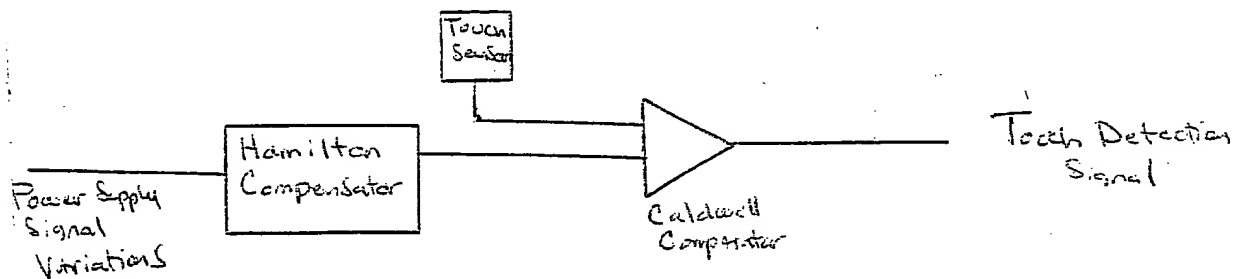 Touch
Sensor
Hamilton
Compensator
Power Supply
Signal
Variations
Caldwell
Comparator
Touch Detection
Signal